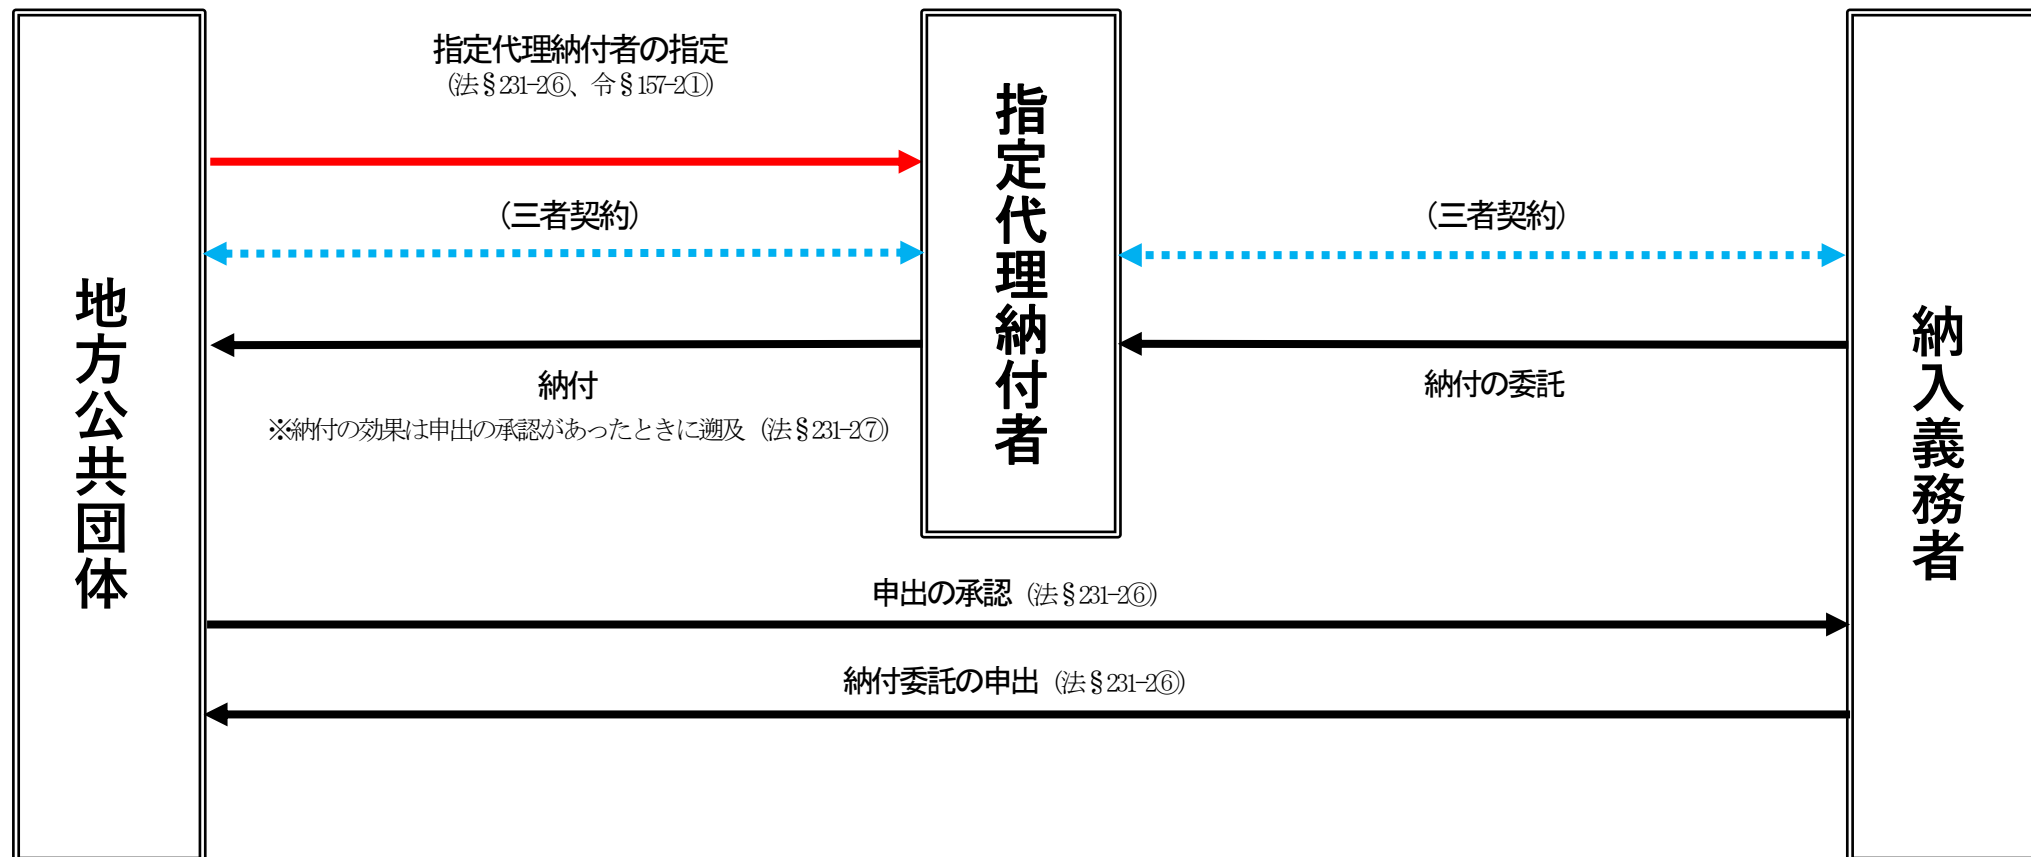 指定代理納付者の指定
（法§231-2⑥、令§157-2①）
（三者契約）
（三者契約）
地方公共団体
指定代理納付者
納入義務者
納付
※納付の効果は申出の承認があったときに遡及（法§231-2⑦）
納付の委託
申出の承認（法§231-2⑥）
納付委託の申出（法§231-2⑥）